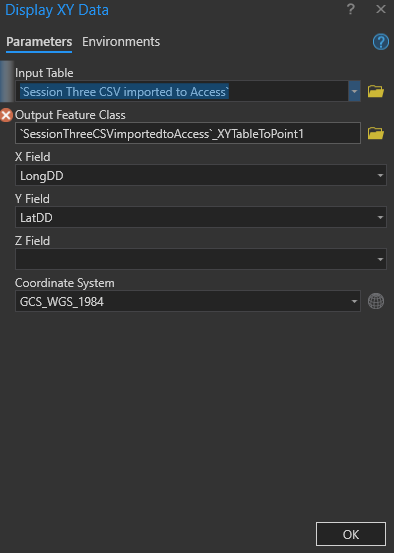 Display XY Data
?
Parameters Environments
?
Input Table
`Session Three CSV imported to Access`
Output Feature Class
`SessionThreeCSVimportedtoAccess`_XYTableToPoint1
X Field
LongDD
Y Field
LatDD
Z Field
Coordinate System
GCS_WGS_1984
OK